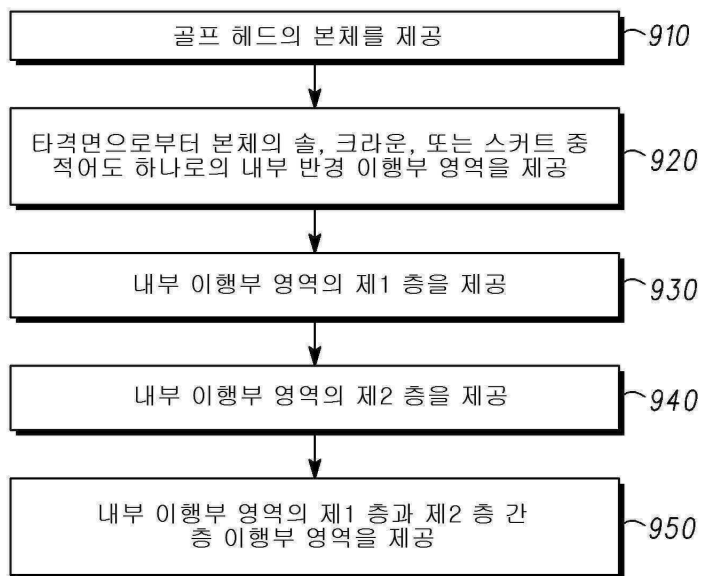 골프 헤드의 본체를 제공
910
타격면으로부터 본체의 솔, 크라운, 또는 스커트 중
적어도 하나로의 내부 반경 이행부 영역을 제공
920
내부 이행부 영역의 제1 층을 제공
930
내부 이행부 영역의 제2 층을 제공
940
내부 이행부 영역의 제1 층과 제2 층 간
층 이행부 영역을 제공
950